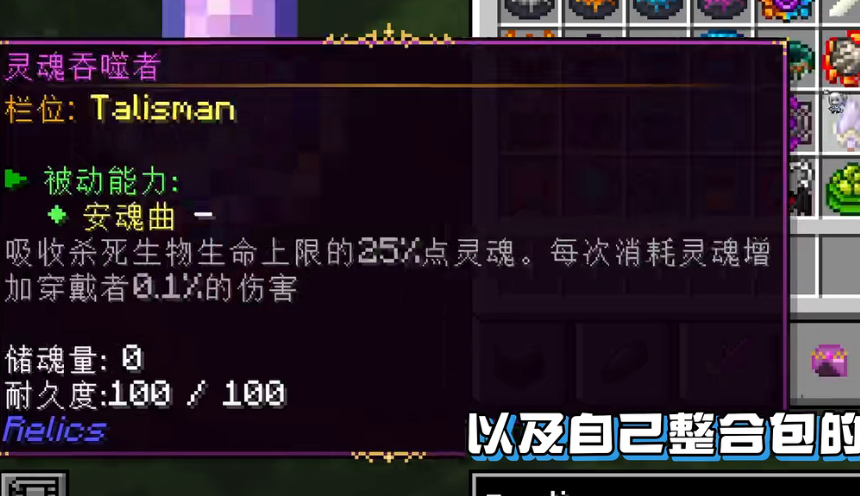 灵魂吞噬者
栏位: Talisman
被动能力:
安魂曲 -
吸收杀死生物生命上限的25%点灵魂。每次消耗灵魂增
加穿戴者0.1%的伤害
储魂量: 0
耐久度:100 / 100
Relics
以及自己整合包的